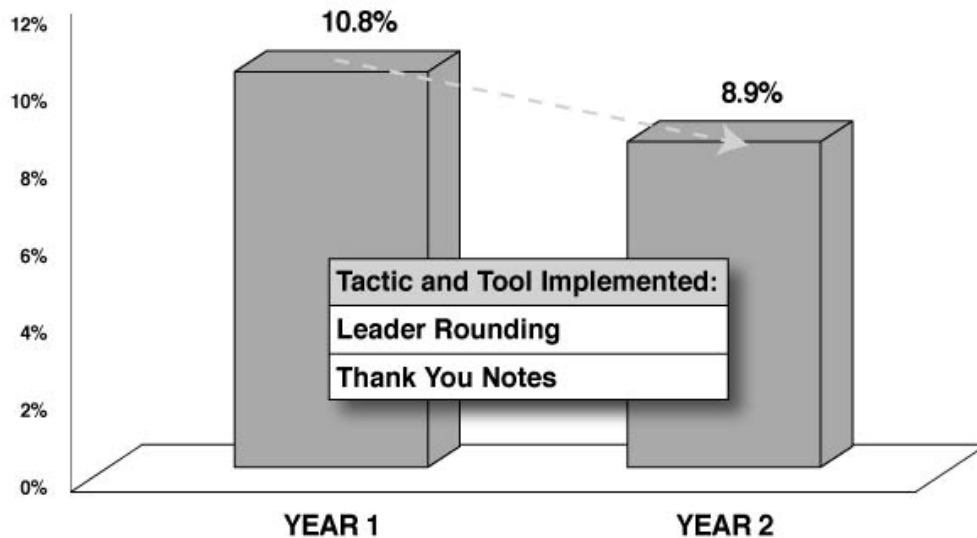 12%
10%
8%
6%
4%
2%
0%
10.8%
8.9%
Tactic and Tool Implemented:
Leader Rounding
Thank You Notes
YEAR 1
YEAR 2